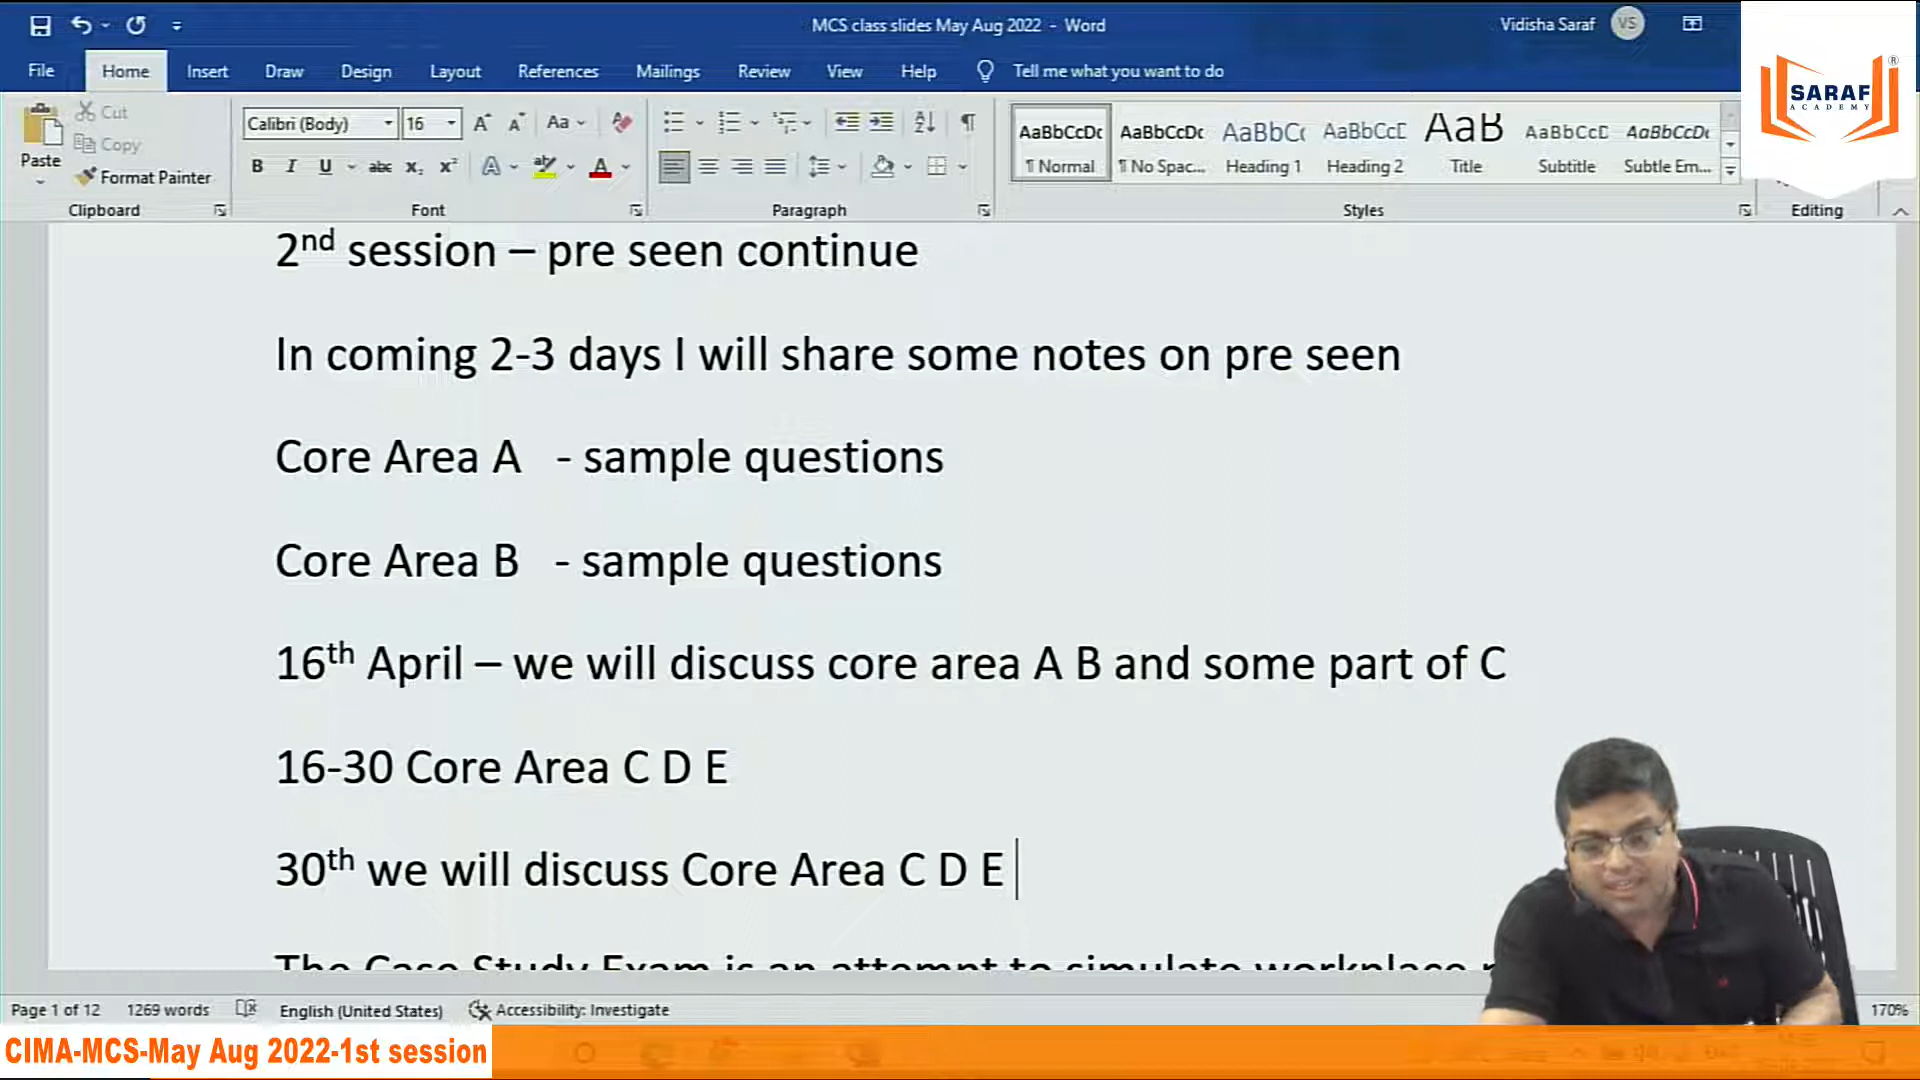 MCS class slides May Aug 2022 - Word
Vidisha Saraf VS
File Home Insert Draw Design Layout References Mailings Review View Help Tell me what you want to do
SARAF
ACADEMY
®
Paste
Cut
Copy
Format Painter
Calibri (Body) 16
AaBbCcDc AaBbCcDc AaBbCc AaBbCcC AaB AaBbCcD AaBbCcDc
¶ Normal ¶ No Spac... Heading 1 Heading 2 Title Subtitle Subtle Em...
Clipboard Font Paragraph Styles Editing
2nd session – pre seen continue
In coming 2-3 days I will share some notes on pre seen
Core Area A - sample questions
Core Area B - sample questions
16th April – we will discuss core area A B and some part of C
16-30 Core Area C D E
30th we will discuss Core Area C D E
The Case Study Exam is an attempt to simulate workplace
Page 1 of 12 1269 words English (United States) Accessibility: Investigate 170%
CIMA-MCS-May Aug 2022-1st session